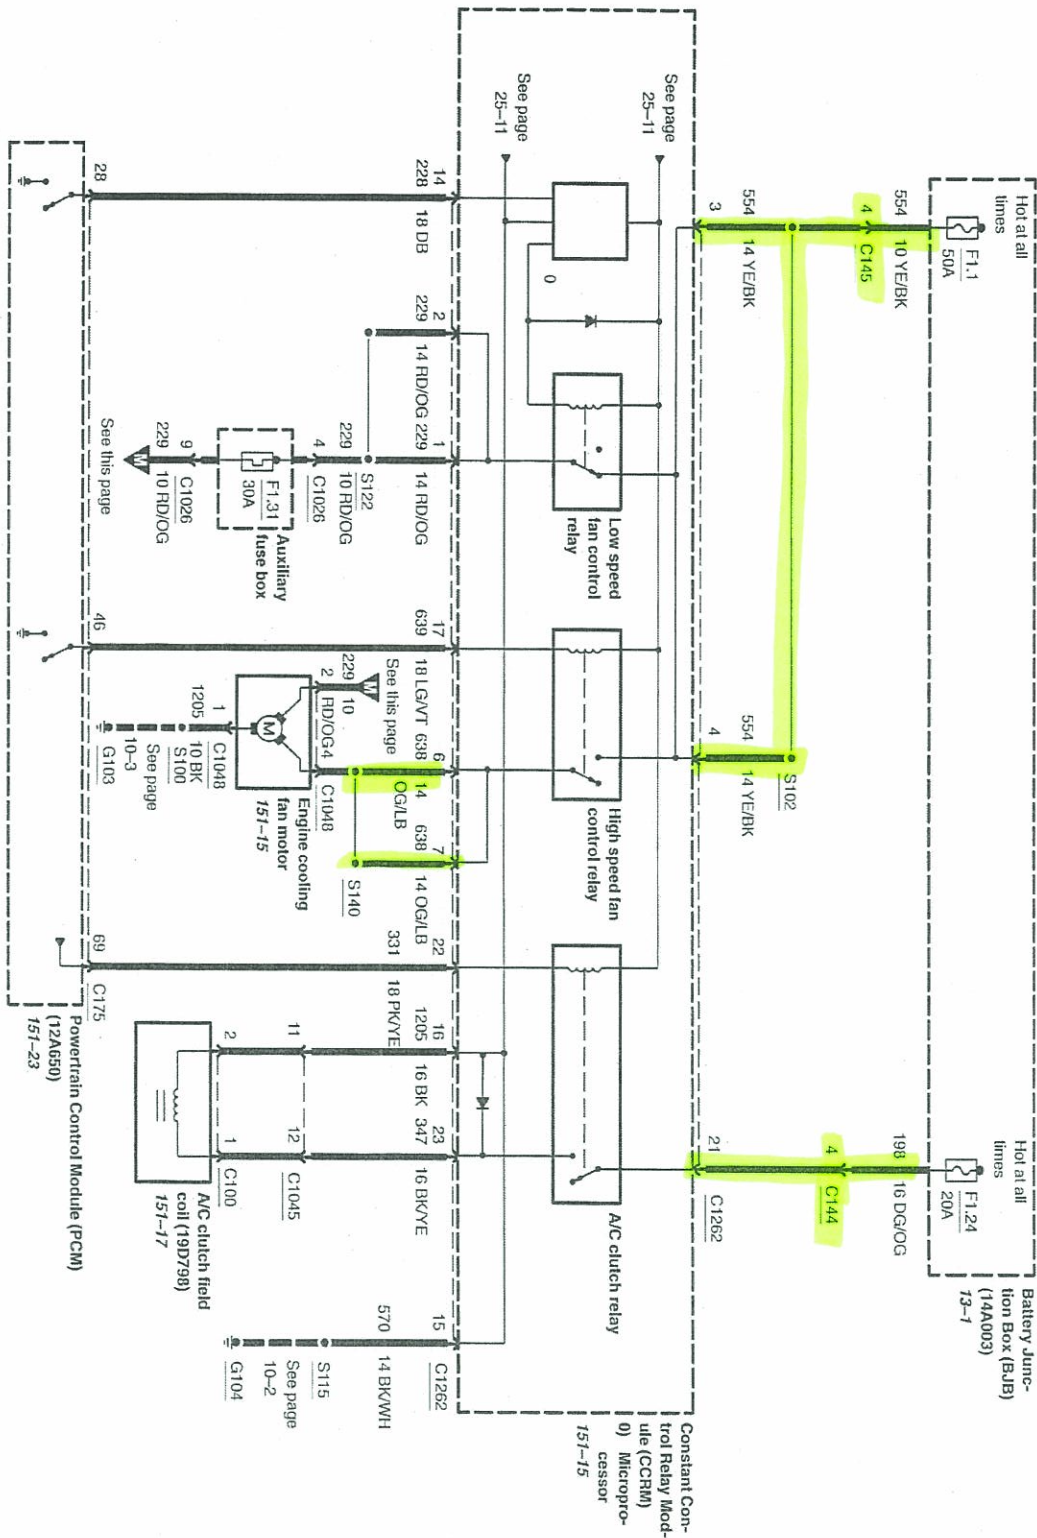 Hot at all
times
F1.1
50A
Hot at all
times
F1.24
20A
Battery Junc-
tion Box (BJB)
(14A003)
13–1
554
10 YE/BK
4
C145
554
14 YE/BK
3
S102
554
14 YE/BK
4
198
16 DG/OG
4
C144
21
C1262
Constant Con-
trol Relay Mod-
ule (CCRM)
0) Micropro-
cessor
151–15
See page
25–11
See page
25–11
0
Low speed
fan control
relay
High speed fan
control relay
A/C clutch relay
14
228
18 DB
2
229
14 RD/OG
1
229
14 RD/OG
17
639
18 LG/VT
6
638
14
OG/LB
7
638
14 OG/LB
22
331
18 PK/YE
16
1205
16 BK
23
347
16 BK/YE
15
570
14 BK/WH
C1262
S122
229
10 RD/OG
4
C1026
F1.31
30A
Auxiliary
fuse box
9
C1026
229
10 RD/OG
See this page
See this page
229
10
RD/OG
2
4
C1048
S140
Engine cooling
fan motor
151–15
M
1
C1048
1205
10 BK
S100
See page
10–3
G103
11
12
C1045
2
1
C100
A/C clutch field
coil (19D798)
151–17
S115
See page
10–2
G104
28
46
69
C175
Powertrain Control Module (PCM)
(12A650)
151–23